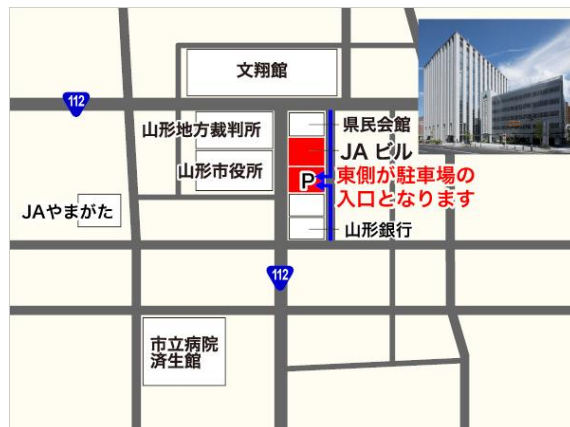 文翔館
112
山形地方裁判所
県民会館
JA ビル
山形市役所
P
東側が駐車場の
入口となります
JAやまがた
山形銀行
112
市立病院
済生館